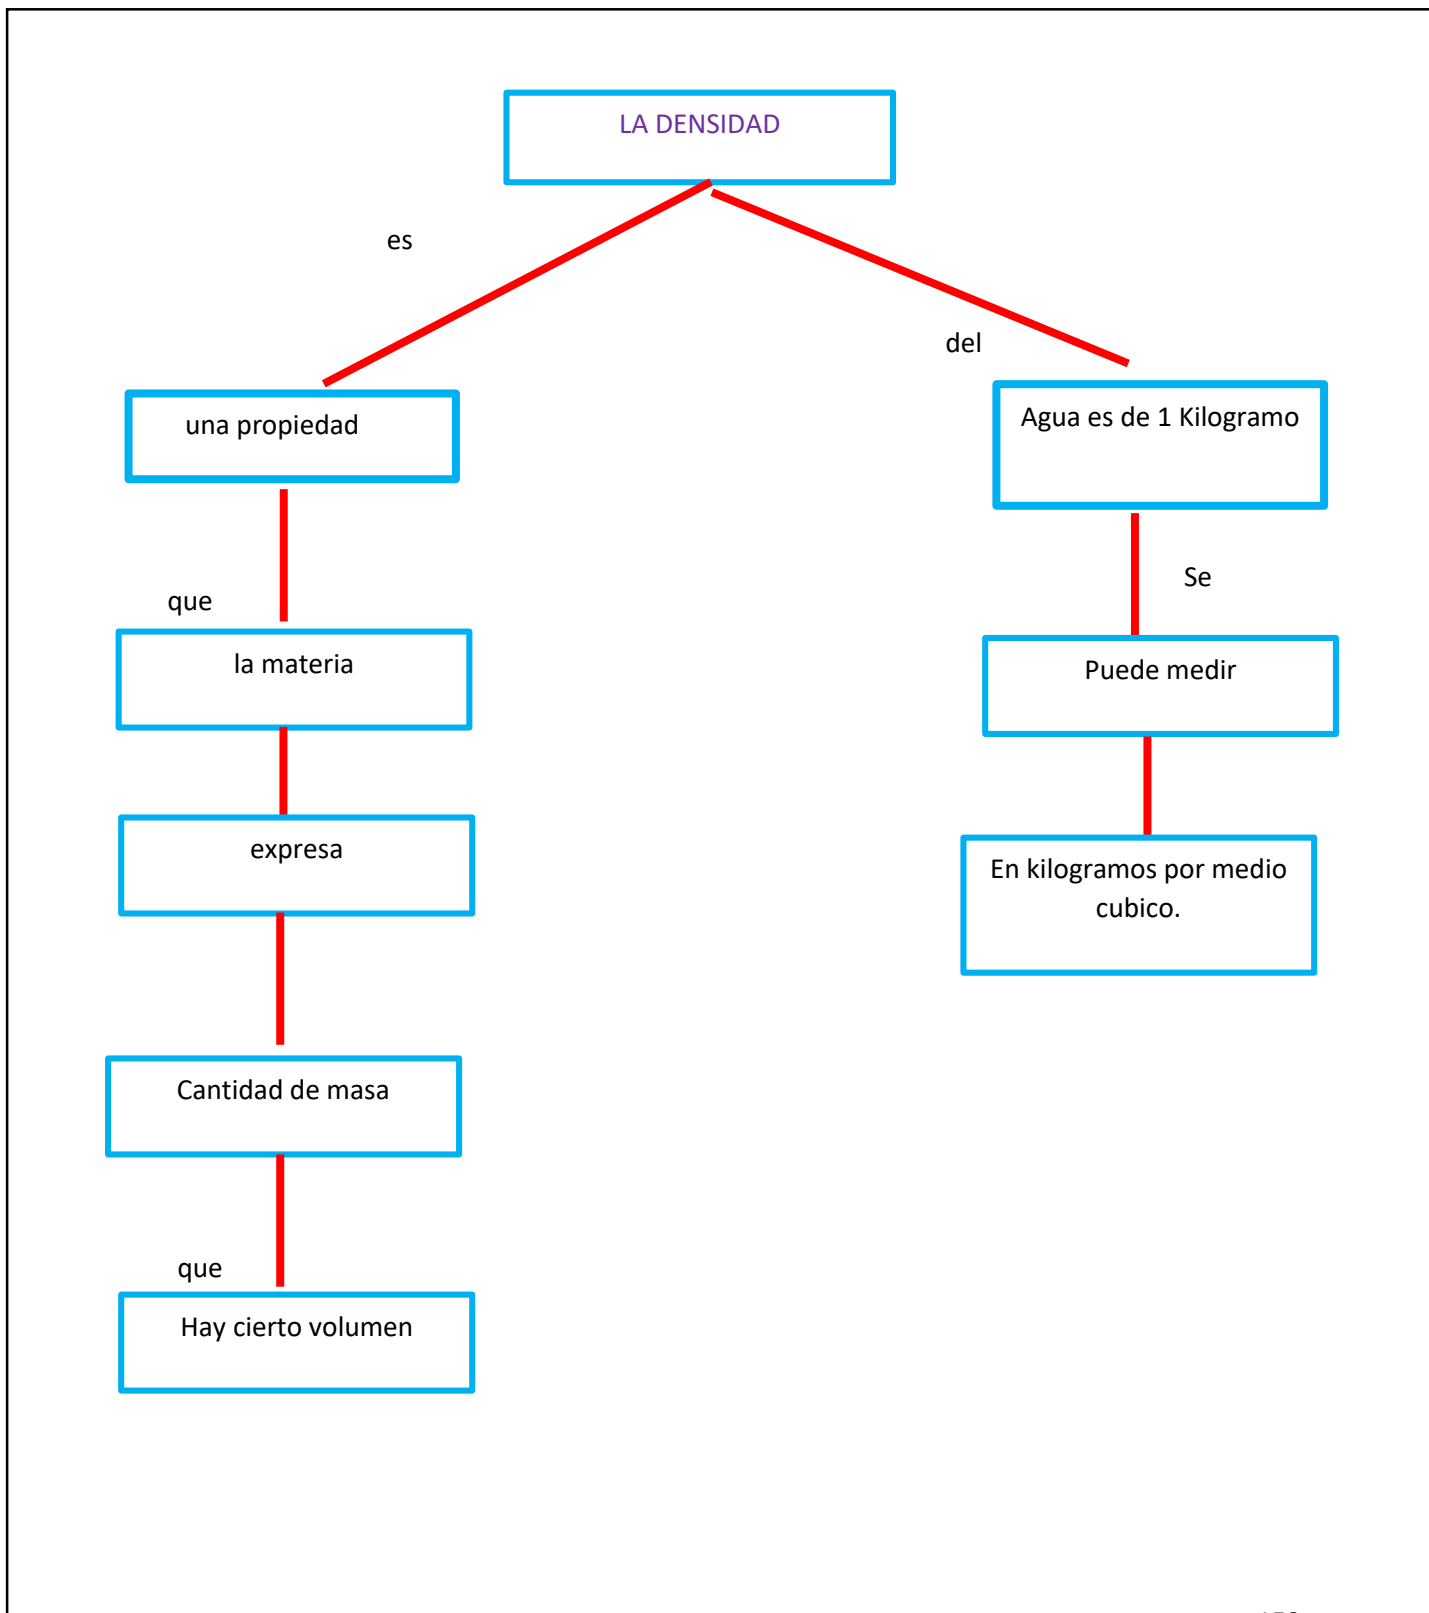 LA DENSIDAD
es
del
una propiedad
Agua es de 1 Kilogramo
Se
que
la materia
Puede medir
expresa
En kilogramos por medio
cubico.
Cantidad de masa
que
Hay cierto volumen